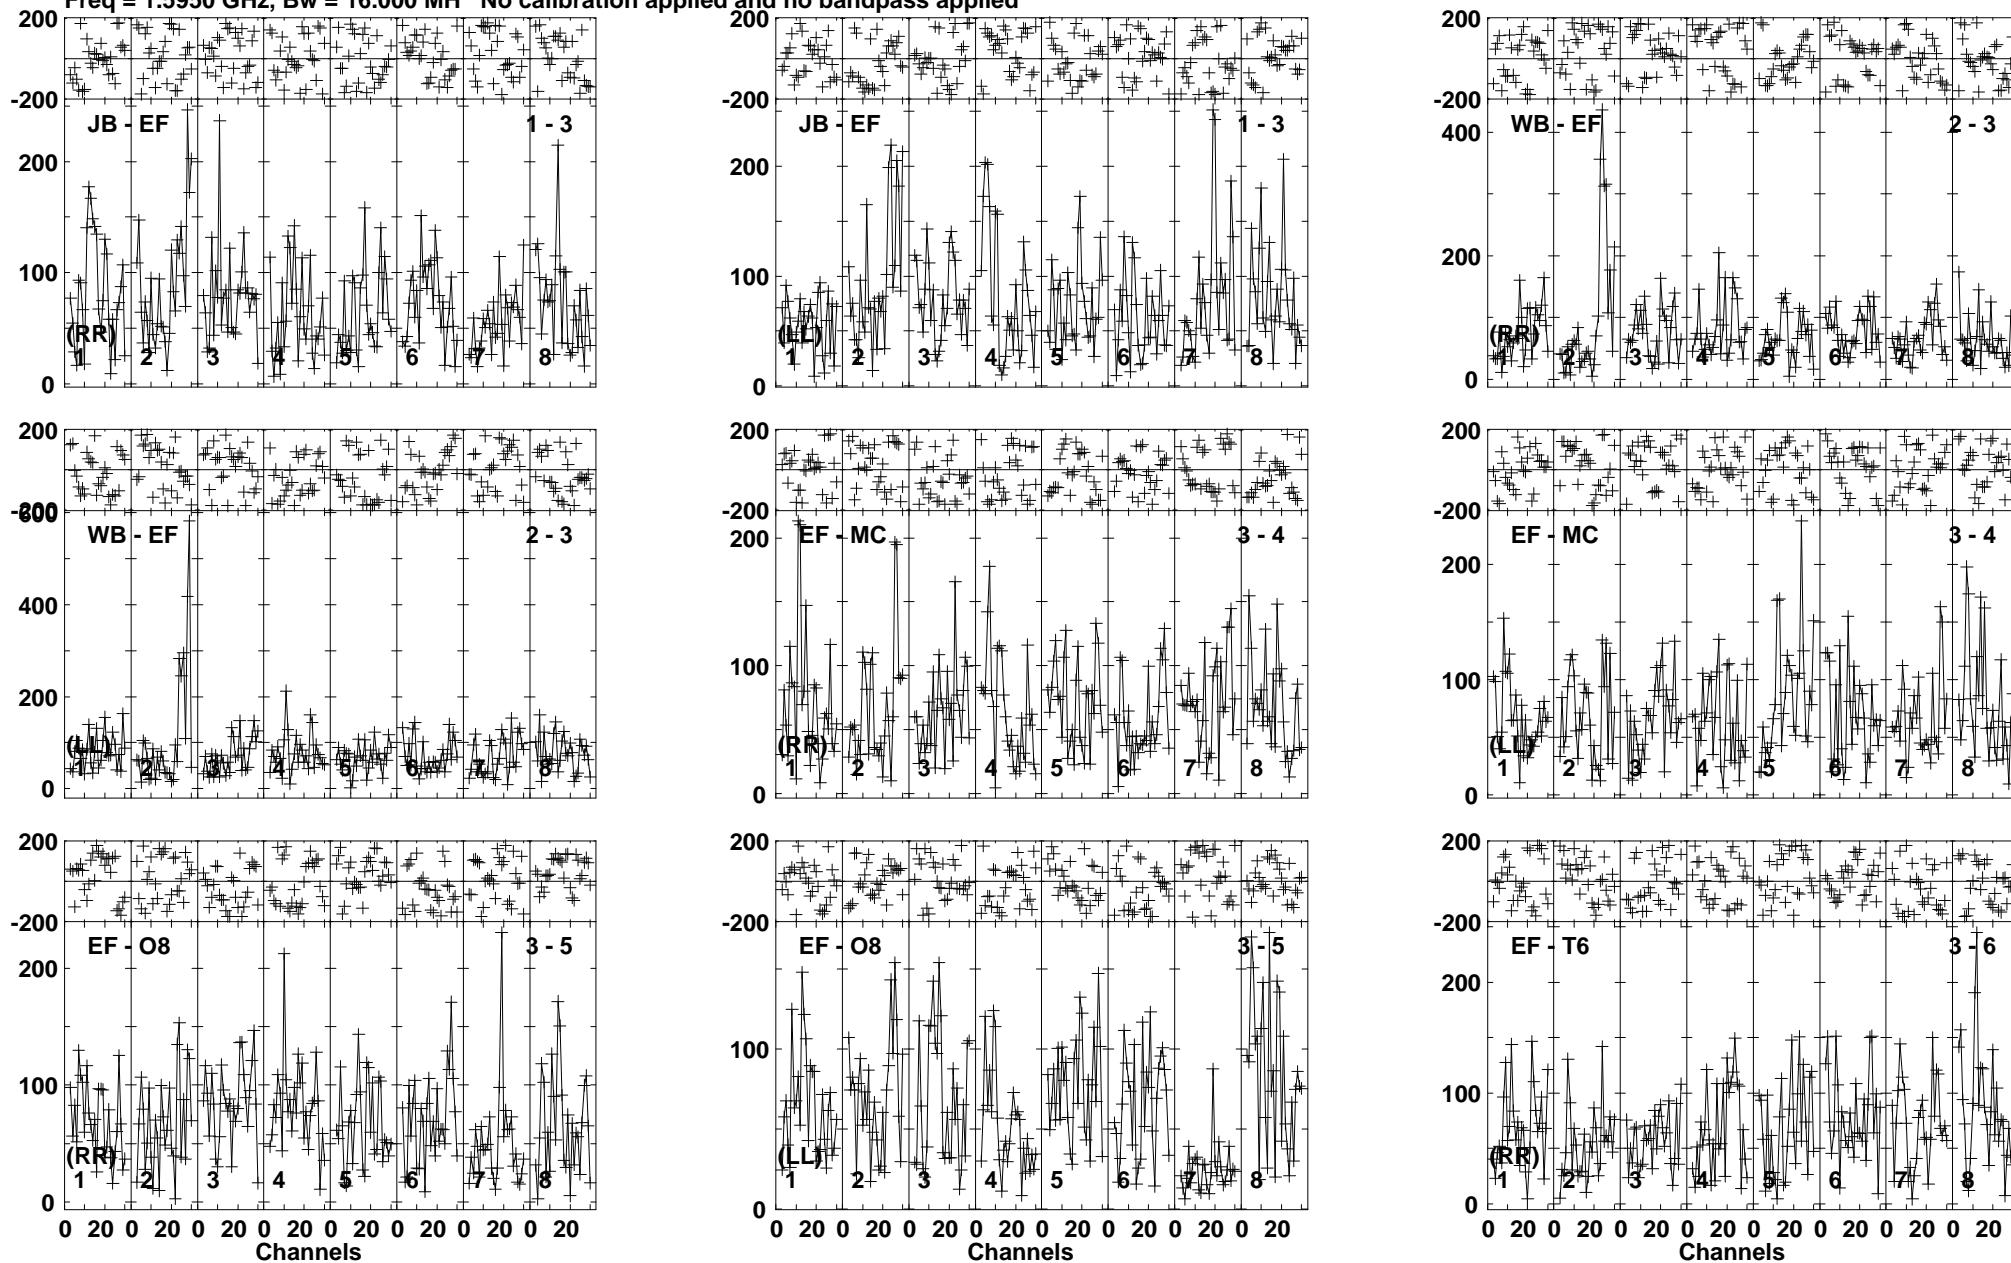 Freq = 1.5950 GHz, Bw = 16.000 MH No calibration applied and no bandpass applied
200 200 200
-200 -200 -200
JB - EF 1 - 3 JB - EF 1 - 3 WB - EF 2 - 3
200 200 400
100 100 200
(RR) (LL) (RR)
1 2 3 4 5 6 7 8 1 2 3 4 5 6 7 8 1 2 3 4 5 6 7 8
0 0 0
200 200 200
-200 -200 -200
600
WB - EF 2 - 3 EF - MC 3 - 4 EF - MC 3 - 4
400 200 200
200 100 100
(LL) (RR) (LL)
1 2 3 4 5 6 7 8 1 2 3 4 5 6 7 8 1 2 3 4 5 6 7 8
0 0 0
200 200 200
-200 -200 -200
EF - O8 3 - 5 EF - O8 3 - 5 EF - T6 3 - 6
200 100 200
100 100
(RR) (LL) (RR)
1 2 3 4 5 6 7 8 1 2 3 4 5 6 7 8 1 2 3 4 5 6 7 8
0 0 0
0 20 0 20 0 20 0 20 0 20 0 20 0 20 0 20 0 20 0 20 0 20 0 20 0 20 0 20 0 20 0 20 0 20 0 20 0 20 0 20 0 20 0 20 0 20 0 20
Channels Channels Channels